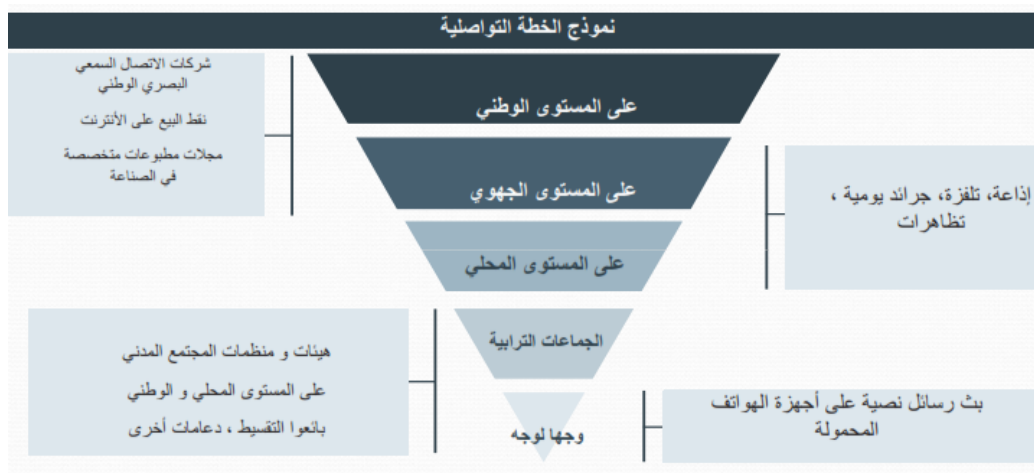 نموذج الخطة التواصلية
شركات الاتصال السمعي
البصري الوطني
نقط البيع على الأنترنت
مجلات مطبوعات متخصصة
في الصناعة
على المستوى الوطني
على المستوى الجهوي
إذاعة، تلفزة، جرائد يومية ،
تظاهرات
على المستوى المحلي
الجماعات الترابية
هيئات و منظمات المجتمع المدني
على المستوى المحلي و الوطني
بائعوا التقسيط ، دعامات أخرى
وجها لوجه
بث رسائل نصية على أجهزة الهواتف
المحمولة